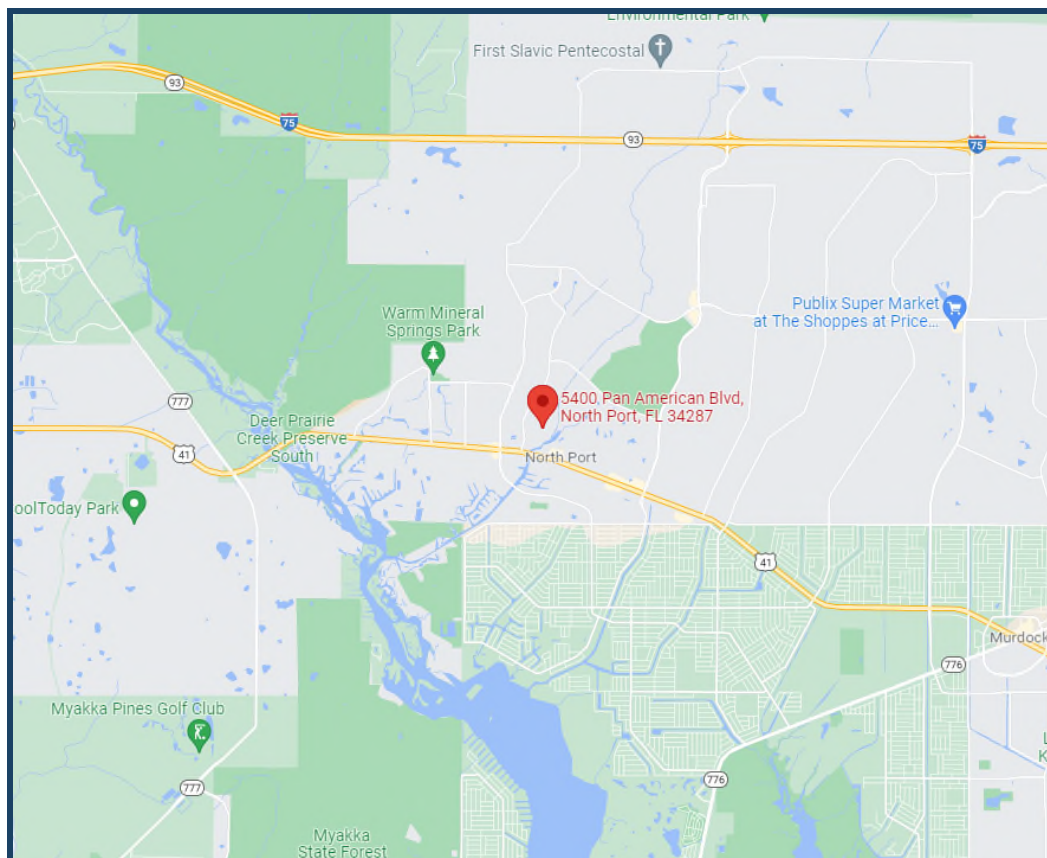 Environmental Park
First Slavic Pentecostal
93
75
93
75
Warm Mineral
Springs Park
Publix Super Market
at The Shoppes at Price...
777
5400 Pan American Blvd,
North Port, FL 34287
Deer Prairie
Creek Preserve
South
41
North Port
oolToday Park
41
Murdock
776
Myakka Pines Golf Club
L
K
777
776
Myakka
State Forest